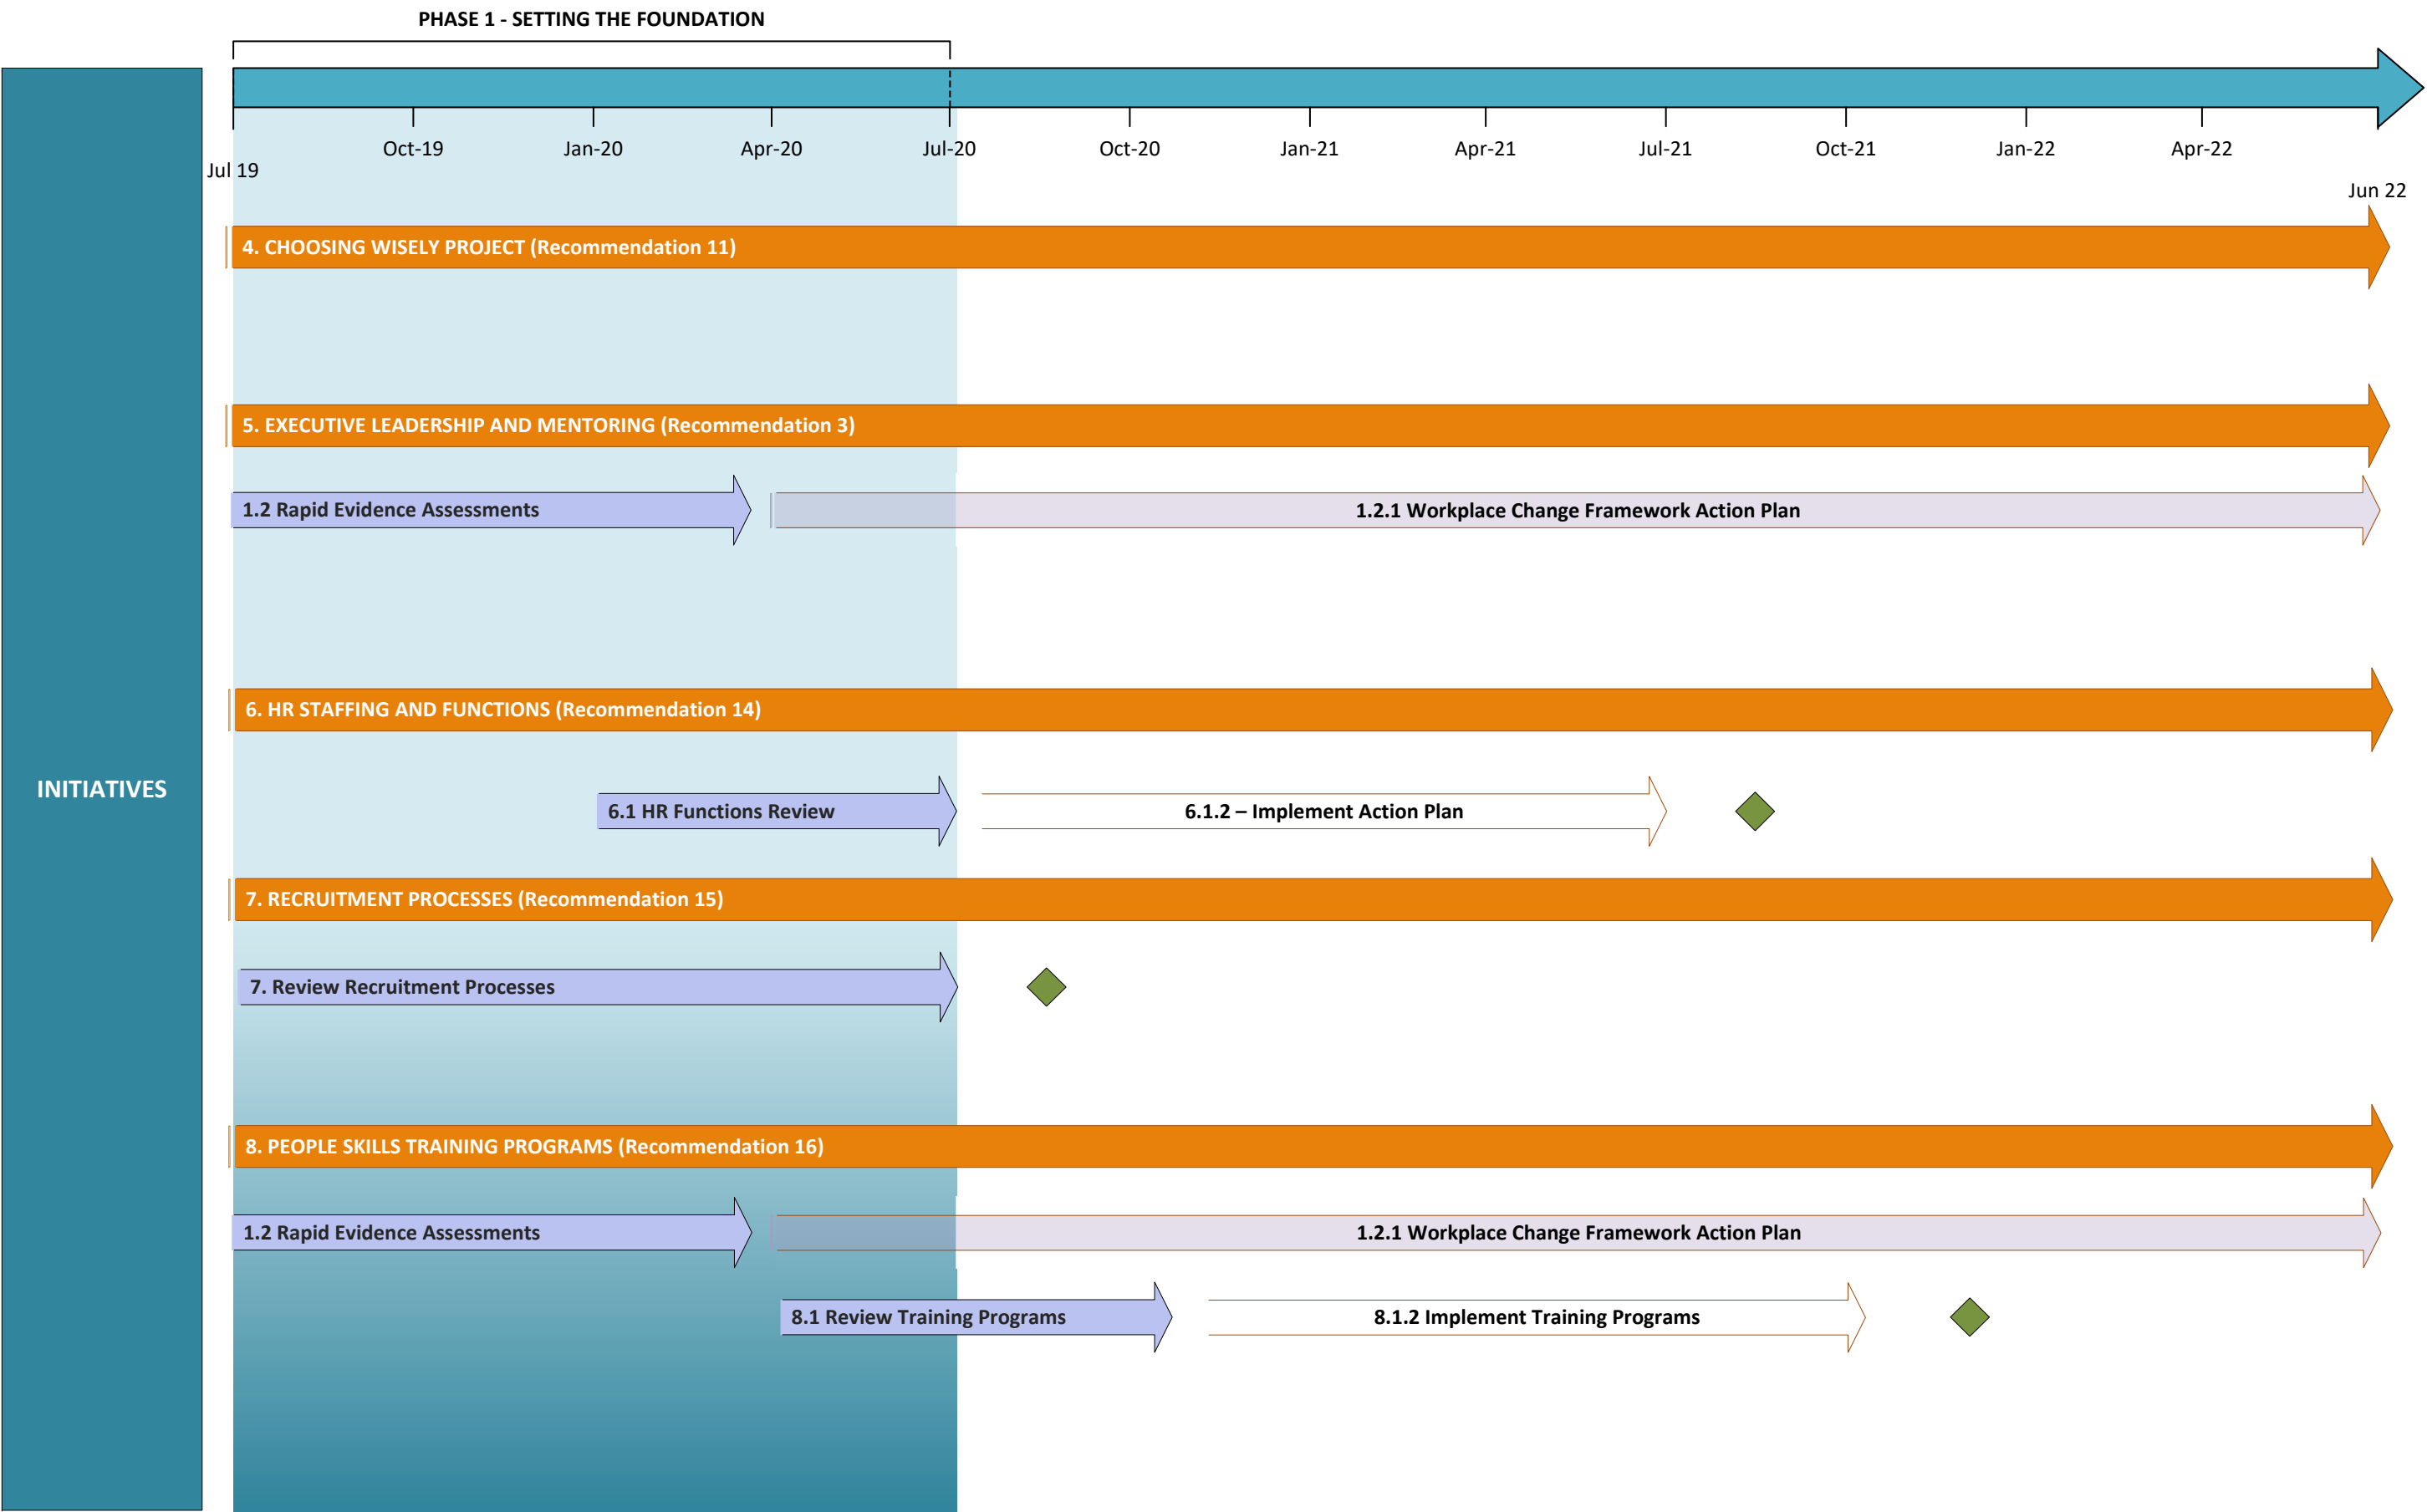 PHASE 1 - SETTING THE FOUNDATION
Jul 19
Oct-19
Jan-20
Apr-20
Jul-20
Oct-20
Jan-21
Apr-21
Jul-21
Oct-21
Jan-22
Apr-22
Jun 22
INITIATIVES
4. CHOOSING WISELY PROJECT (Recommendation 11)
5. EXECUTIVE LEADERSHIP AND MENTORING (Recommendation 3)
1.2 Rapid Evidence Assessments
1.2.1 Workplace Change Framework Action Plan
6. HR STAFFING AND FUNCTIONS (Recommendation 14)
6.1 HR Functions Review
6.1.2 – Implement Action Plan
7. RECRUITMENT PROCESSES (Recommendation 15)
7. Review Recruitment Processes
8. PEOPLE SKILLS TRAINING PROGRAMS (Recommendation 16)
1.2 Rapid Evidence Assessments
1.2.1 Workplace Change Framework Action Plan
8.1 Review Training Programs
8.1.2 Implement Training Programs